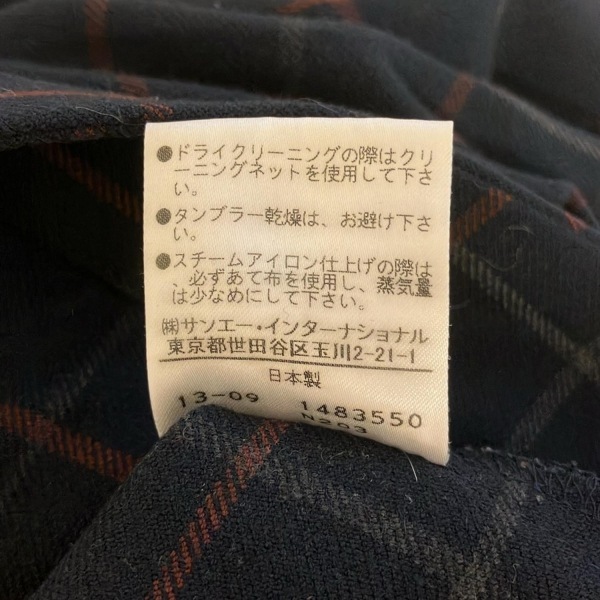 ●ドライクリーニングの際はクリ
ーニングネットを使用して下さ
い。
●タンブラー乾燥は、お避け下さ
い。
●スチームアイロン仕上げの際は
、必ずあて布を使用し、蒸気量
は少なめにして下さい。
㈱サンエー・インターナショナル
東京都世田谷区玉川2-21-1
日本製
13-09 1483550
N203